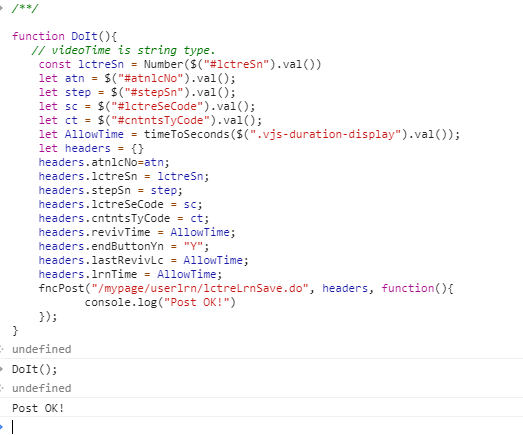 /**/
function DoIt(){
// videoTime is string type.
const lctreSn = Number($("#lctreSn").val())
let atn = $("#atnlcNo").val();
let step = $("#stepSn").val();
let sc = $("#lctreSeCode").val();
let ct = $("#cntntsTyCode").val();
let AllowTime = timeToSeconds($(".vjs-duration-display").val());
let headers = {}
headers.atnlcNo=atn;
headers.lctreSn = lctreSn;
headers.stepSn = step;
headers.lctreSeCode = sc;
headers.cntntsTyCode = ct;
headers.revivTime = AllowTime;
headers.endButtonYn = "Y";
headers.lastRevivLc = AllowTime;
headers.lrnTime = AllowTime;
fncPost("/mypage/userlrn/lctreLrnSave.do", headers, function(){
console.log("Post OK!")
});
}
undefined
DoIt();
undefined
Post OK!